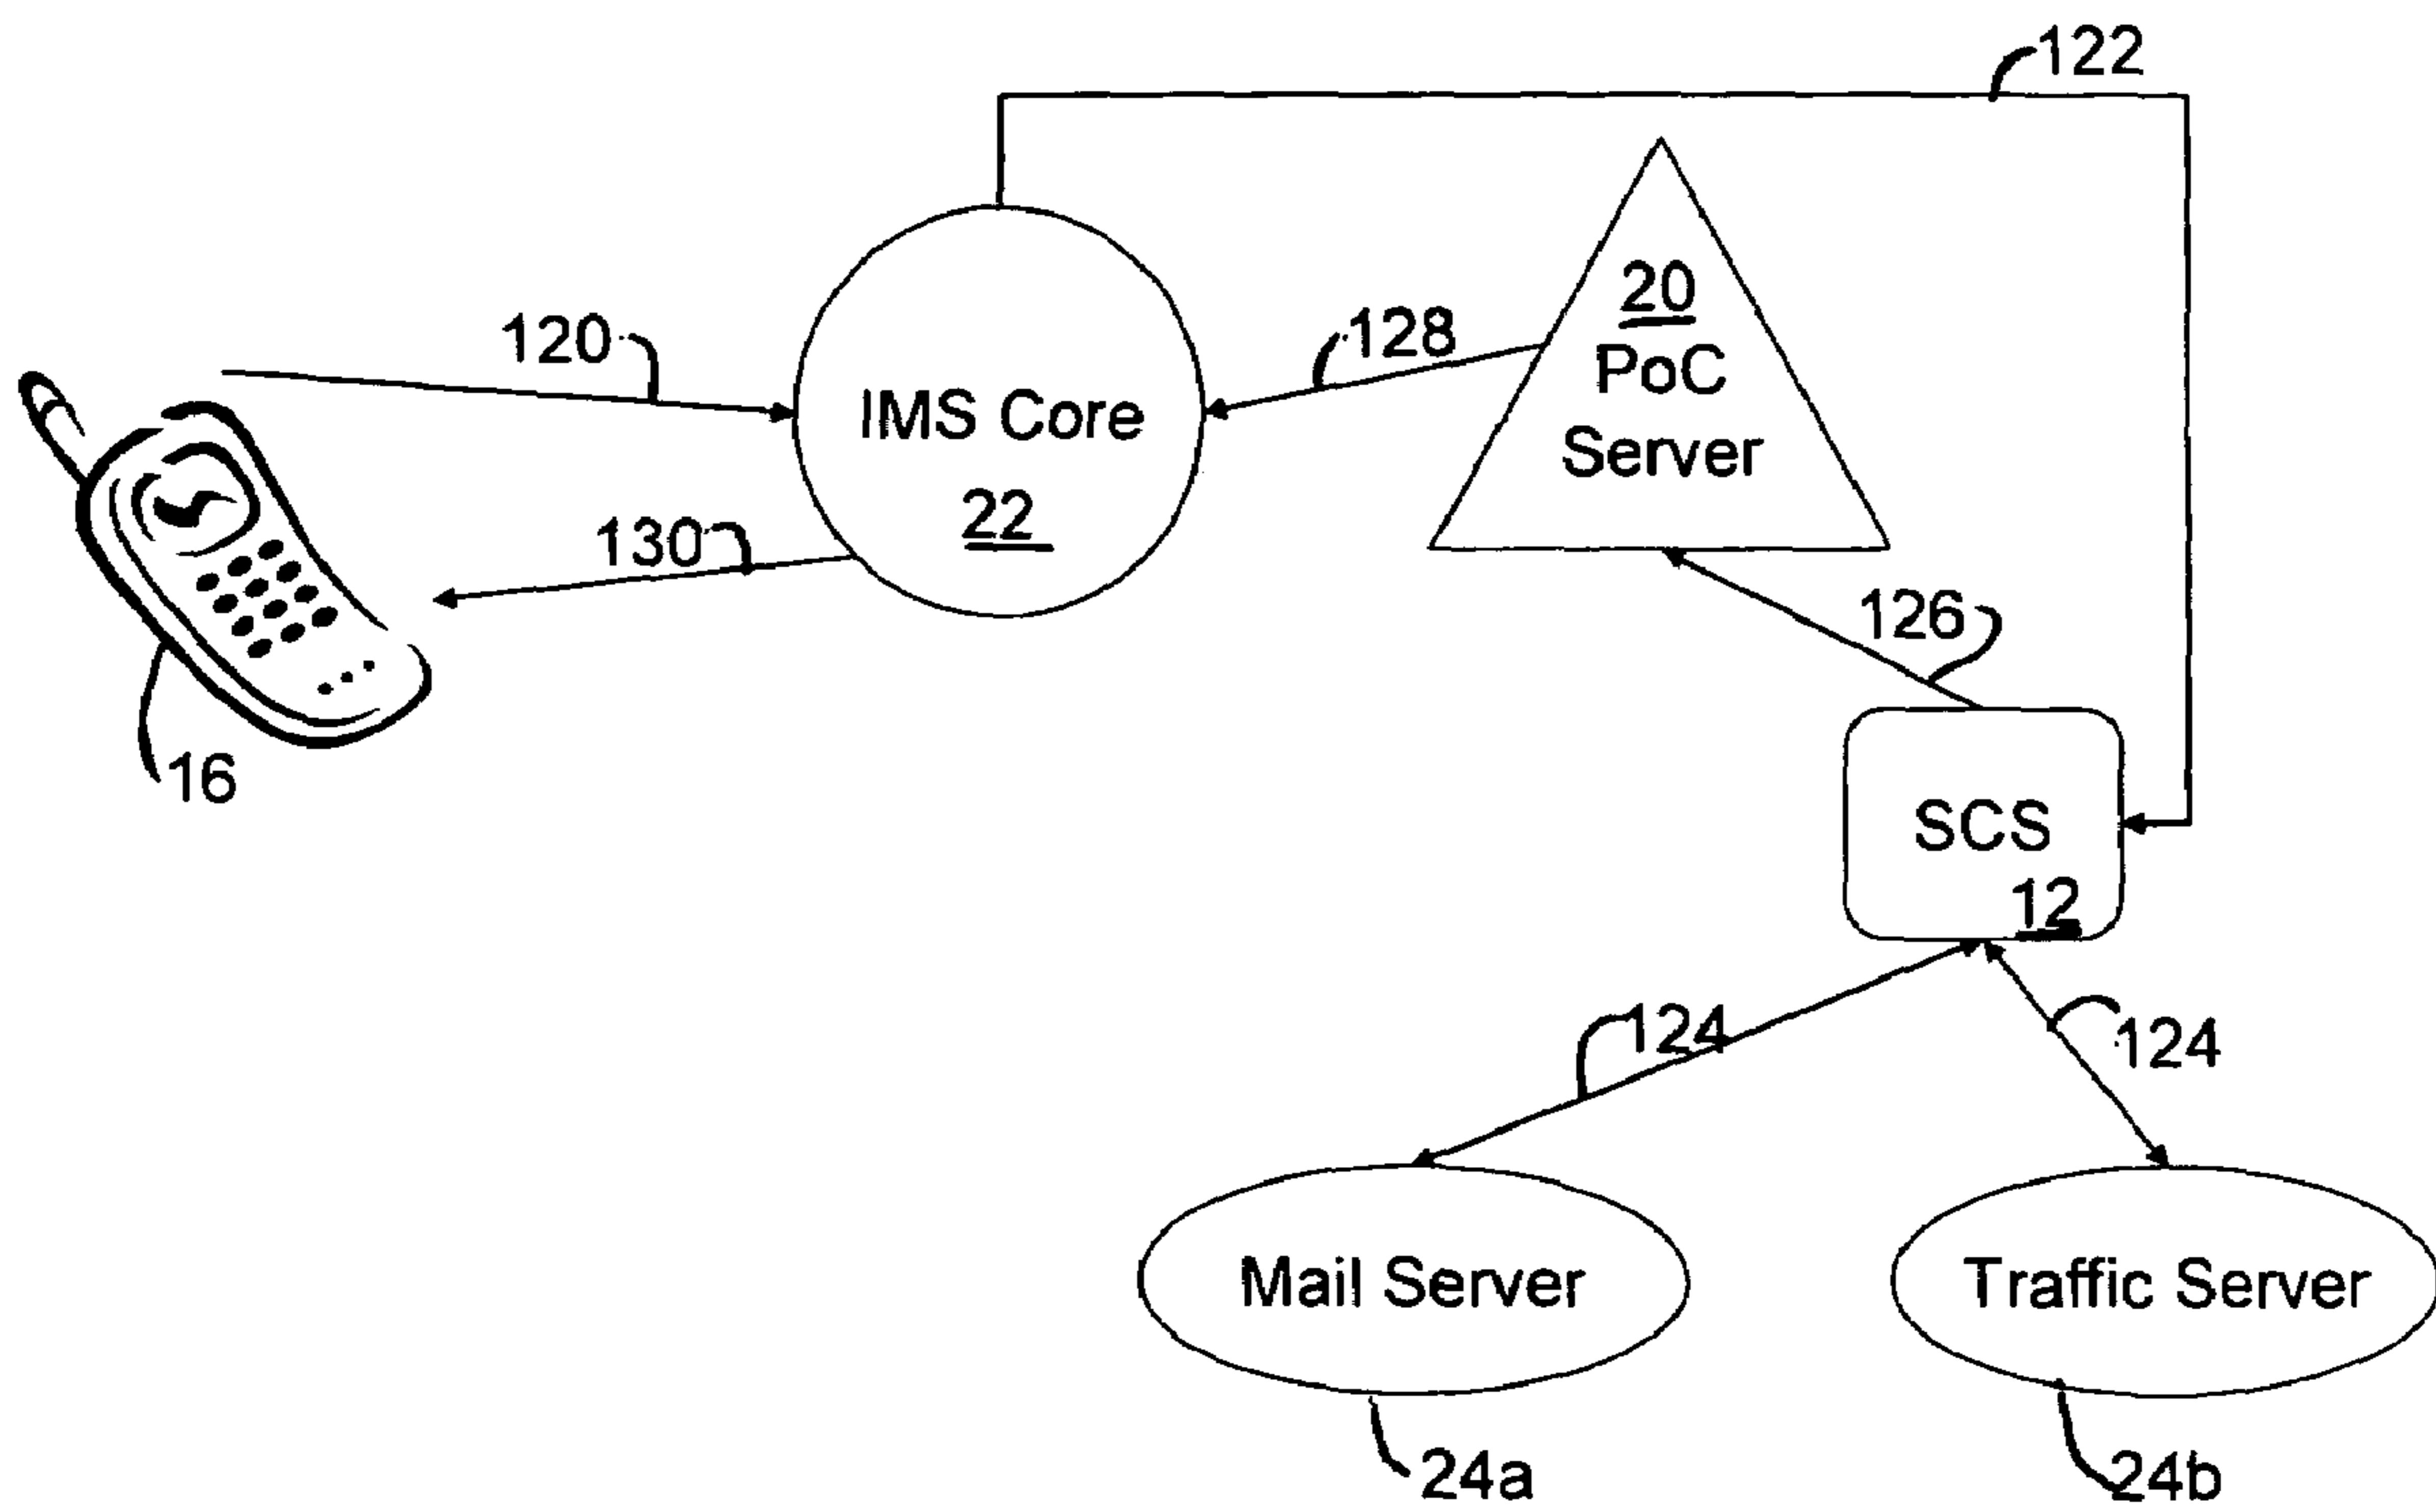 122
20
PoC
Server
120
128
IMS Core
22
130
126
16
SCS
12
124
124
Mail Server
Traffic Server
24a
24b